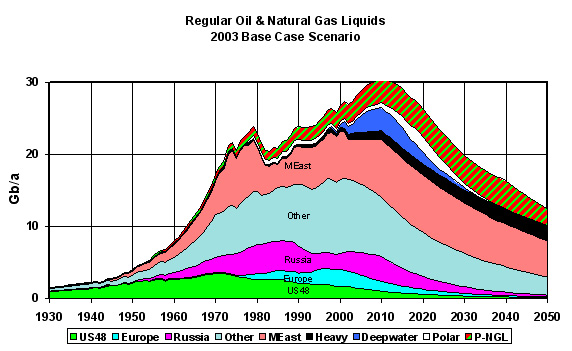 Regular Oil & Natural Gas Liquids
2003 Base Case Scenario
30
20
10
0
Gb/a
MEast
Other
Russia
Europe
US48
1930 1940 1950 1960 1970 1980 1990 2000 2010 2020 2030 2040 2050
US48 Europe Russia Other MEast Heavy Deepwater Polar P-NGL